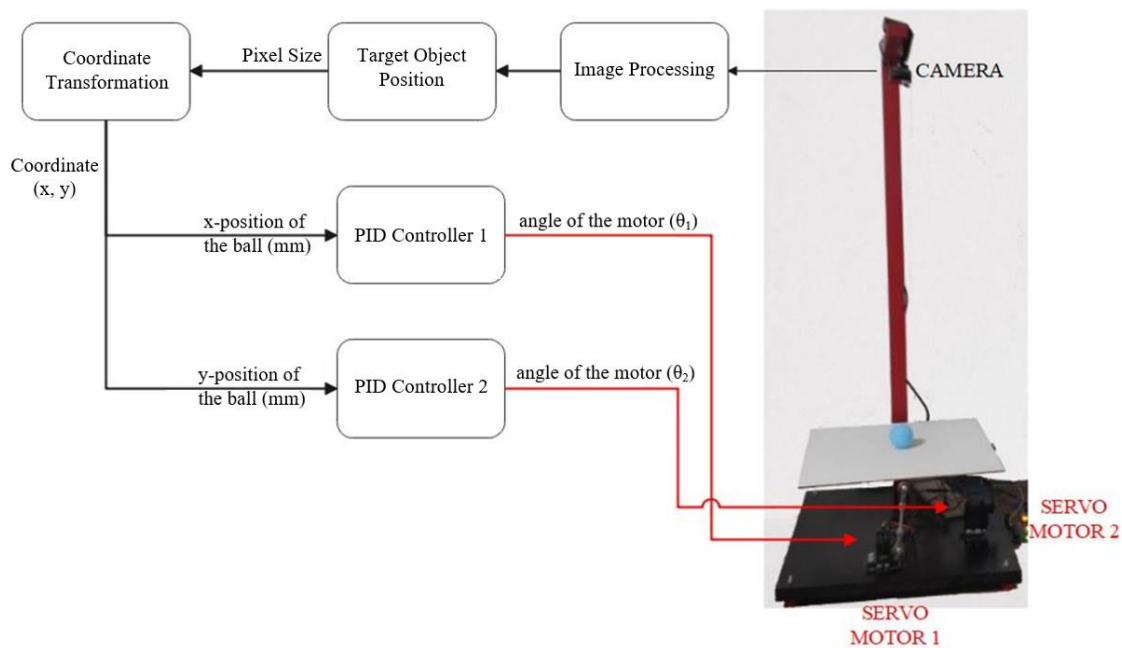 Coordinate
Transformation
Pixel Size
Target Object
Position
Image Processing
CAMERA
Coordinate
(x, y)
x-position of
the ball (mm)
PID Controller 1
angle of the motor (θ₁)
y-position of
the ball (mm)
PID Controller 2
angle of the motor (θ₂)
SERVO
MOTOR 2
SERVO
MOTOR 1